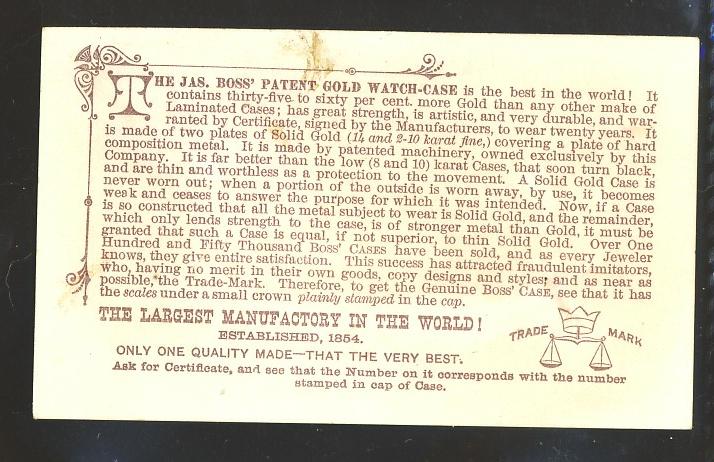 THE JAS. BOSS' PATENT GOLD WATCH-CASE is the best in the world! It
contains thirty-five to sixty per cent. more Gold than any other make of
Laminated Cases; has great strength, is artistic, and very durable, and war-
ranted by Certificate, signed by the Manufacturers, to wear twenty years. It
is made of two plates of Solid Gold (14 and 2-10 karat fine,) covering a plate of hard
composition metal. It is made by patented machinery, owned exclusively by this
Company. It is far better than the low (8 and 10) karat Cases, that soon turn black,
and are thin and worthless as a protection to the movement. A Solid Gold Case is
never worn out; when a portion of the outside is worn away, by use, it becomes
weak and ceases to answer the purpose for which it was intended. Now, if a Case
is so constructed that all the metal subject to wear is Solid Gold, and the remainder,
which only lends strength to the case, is of stronger metal than Gold, it must be
granted that such a Case is equal, if not superior, to thin Solid Gold. Over One
Hundred and Fifty Thousand BOSS' CASES have been sold, and as every Jeweler
knows, they give entire satisfaction. This success has attracted fraudulent imitators,
who, having no merit in their own goods, copy designs and styles; and as near as
possible, the Trade-Mark. Therefore, to get the Genuine BOSS' CASE, see that it has
the scales under a small crown plainly stamped in the cap.
THE LARGEST MANUFACTORY IN THE WORLD!
ESTABLISHED, 1854.
ONLY ONE QUALITY MADE—THAT THE VERY BEST.
Ask for Certificate, and see that the Number on it corresponds with the number
stamped in cap of Case.
TRADE MARK